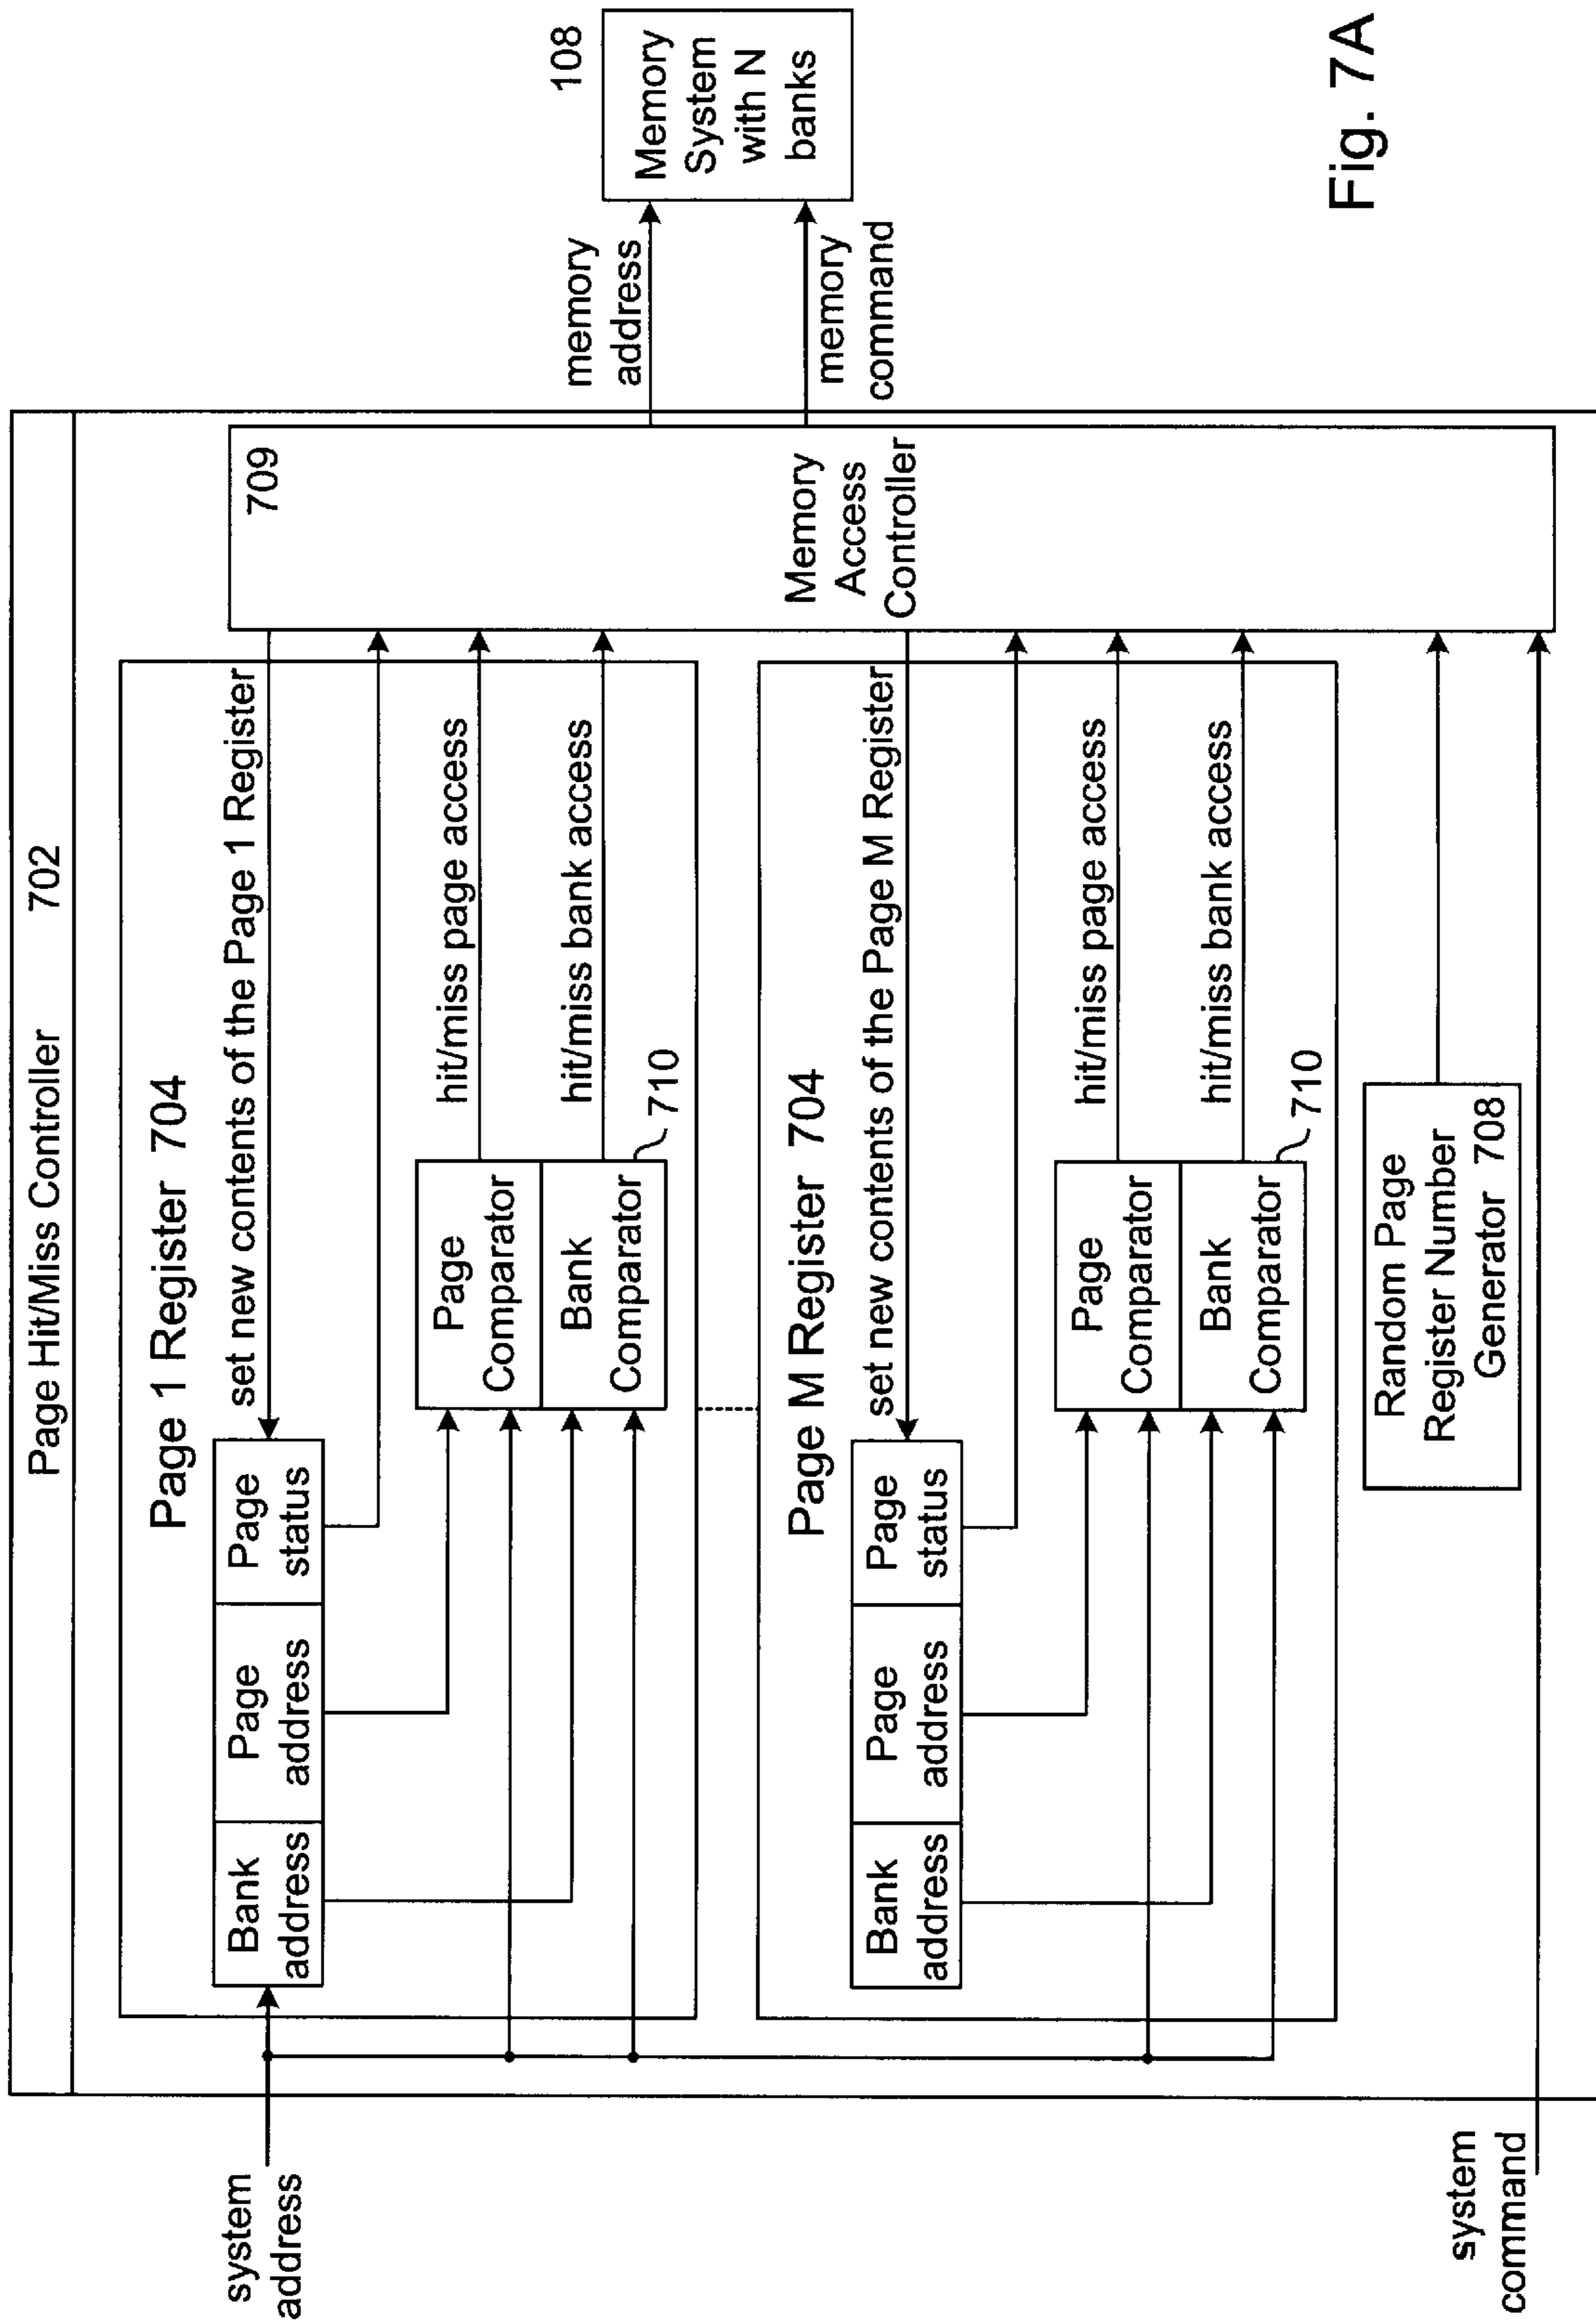 Page Hit/Miss Controller 702
Page 1 Register 704
set new contents of the Page 1 Register
system
address
Bank
address
Page
address
Page
status
Page
Comparator
Bank
Comparator
710
hit/miss page access
hit/miss bank access
709
Memory
Access
Controller
memory
address
memory
command
108
Memory
System
with N
banks
Page M Register 704
set new contents of the Page M Register
Bank
address
Page
address
Page
status
Page
Comparator
Bank
Comparator
710
hit/miss page access
hit/miss bank access
Random Page
Register Number
Generator 708
system
command
Fig. 7A